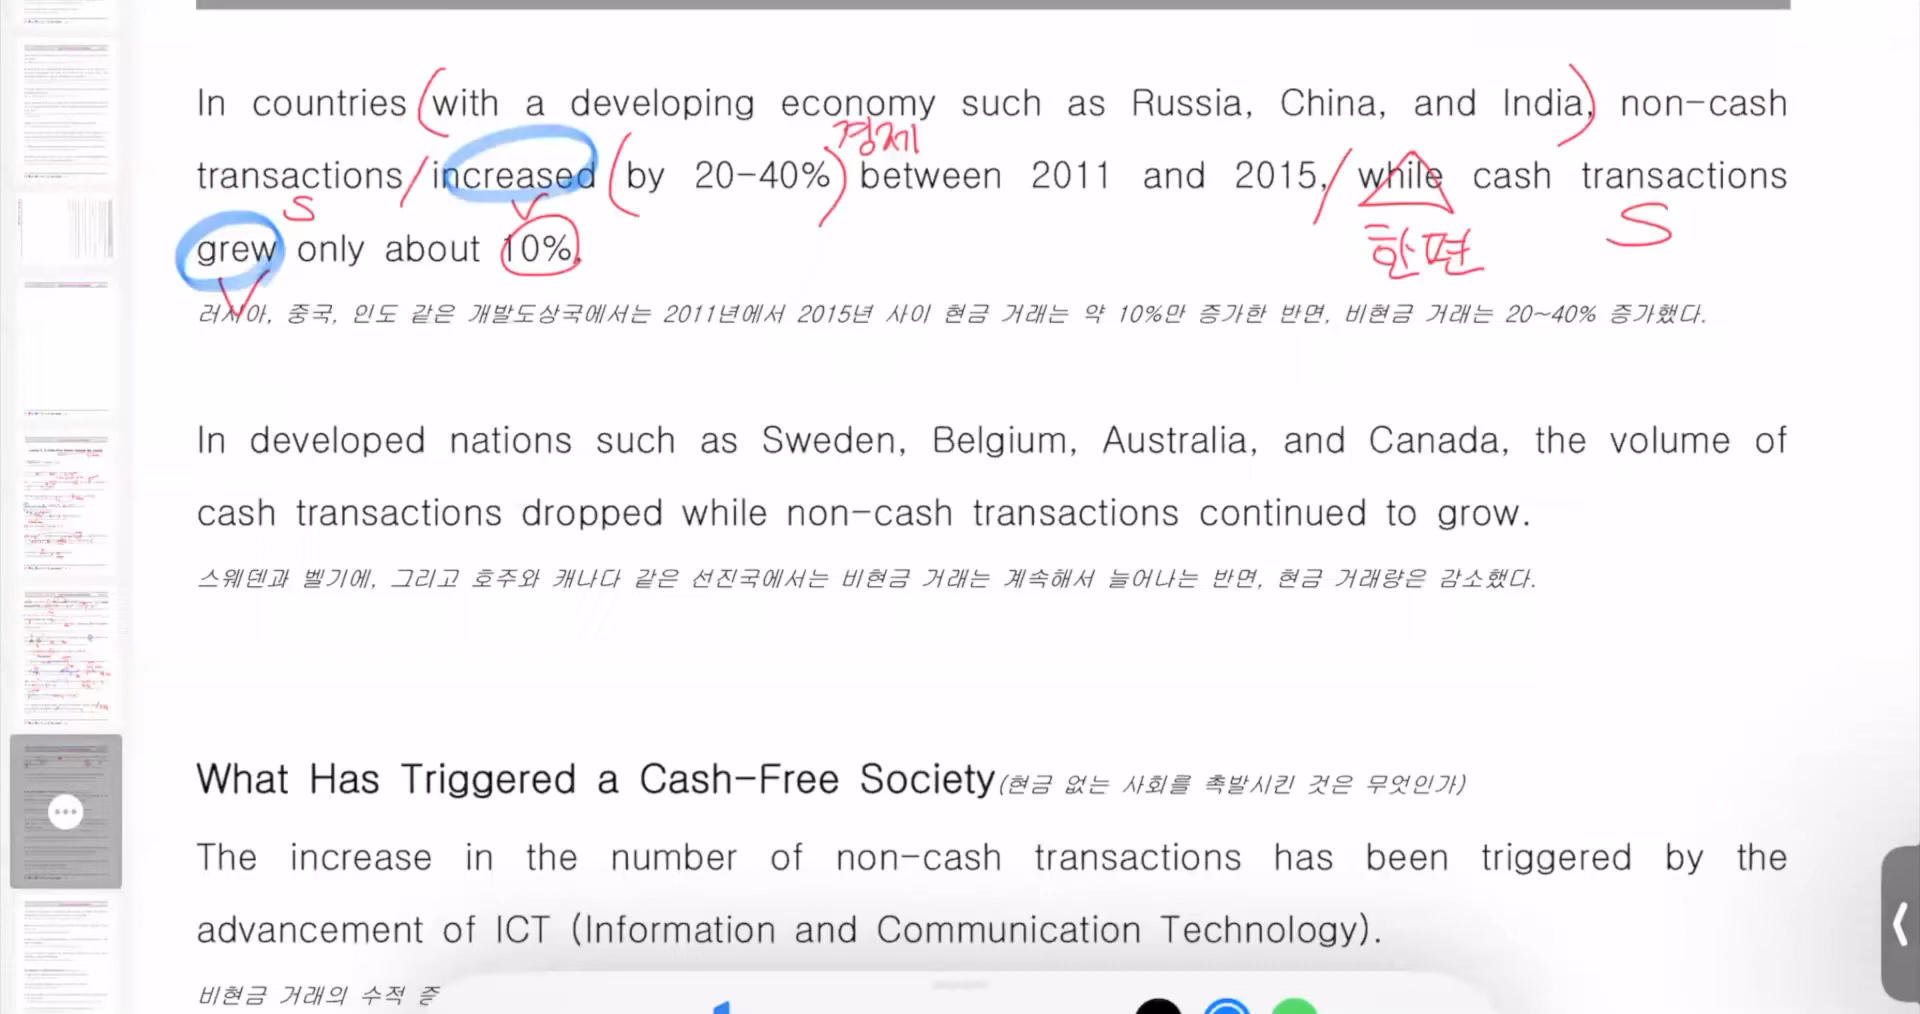 In countries (with a developing economy such as Russia, China, and India,) non-cash
경제
transactions / increased (by 20-40%) between 2011 and 2015, / while cash transactions
S
한편
S
grew only about 10%.
러시아, 중국, 인도 같은 개발도상국에서는 2011년에서 2015년 사이 현금 거래는 약 10%만 증가한 반면, 비현금 거래는 20~40% 증가했다.
In developed nations such as Sweden, Belgium, Australia, and Canada, the volume of
cash transactions dropped while non-cash transactions continued to grow.
스웨덴과 벨기에, 그리고 호주와 캐나다 같은 선진국에서는 비현금 거래는 계속해서 늘어나는 반면, 현금 거래량은 감소했다.
What Has Triggered a Cash-Free Society(현금 없는 사회를 촉발시킨 것은 무엇인가)
The increase in the number of non-cash transactions has been triggered by the
advancement of ICT (Information and Communication Technology).
비현금 거래의 수적 증